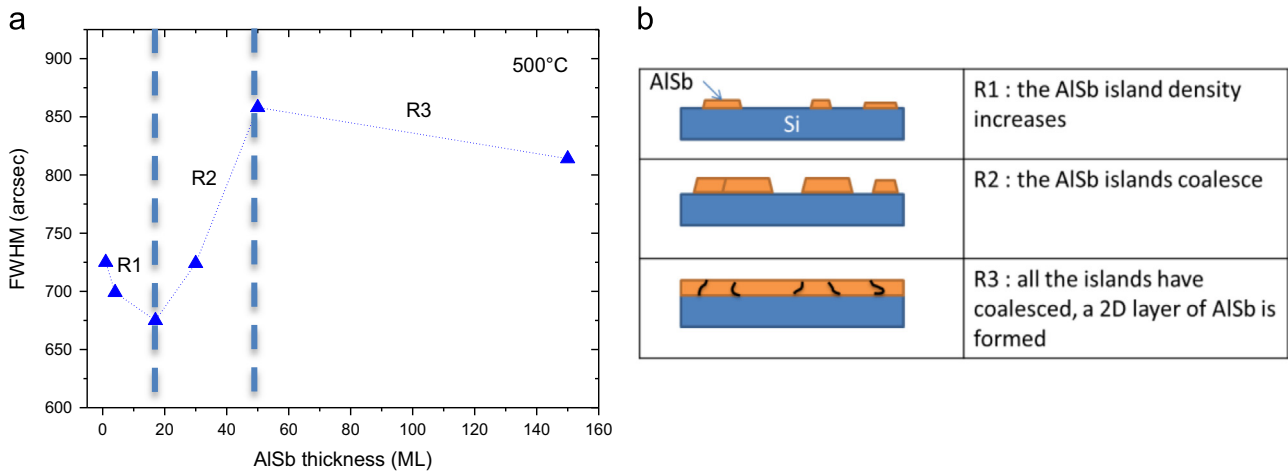 a
FWHM (arcsec)
900
850
800
750
700
650
600
500°C
R1
R2
R3
0 20 40 60 80 100 120 140 160
AlSb thickness (ML)
b
AlSb
Si
R1 : the AlSb island density
increases
R2 : the AlSb islands coalesce
R3 : all the islands have
coalesced, a 2D layer of AlSb is
formed